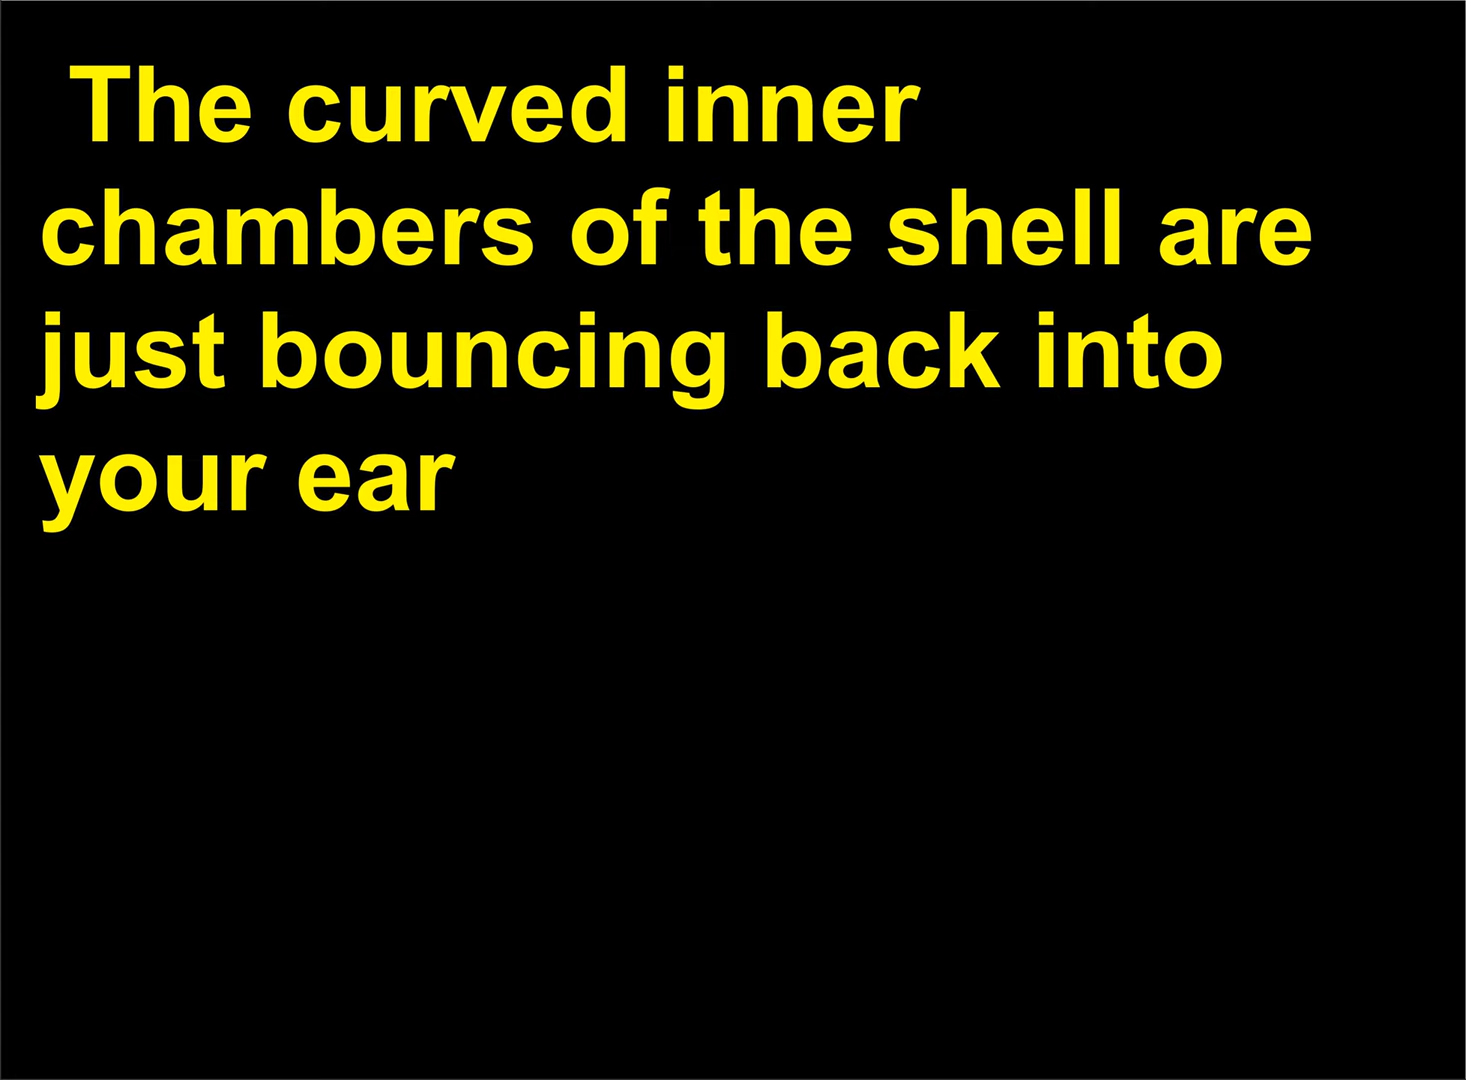 The curved inner
chambers of the shell are
just bouncing back into
your ear